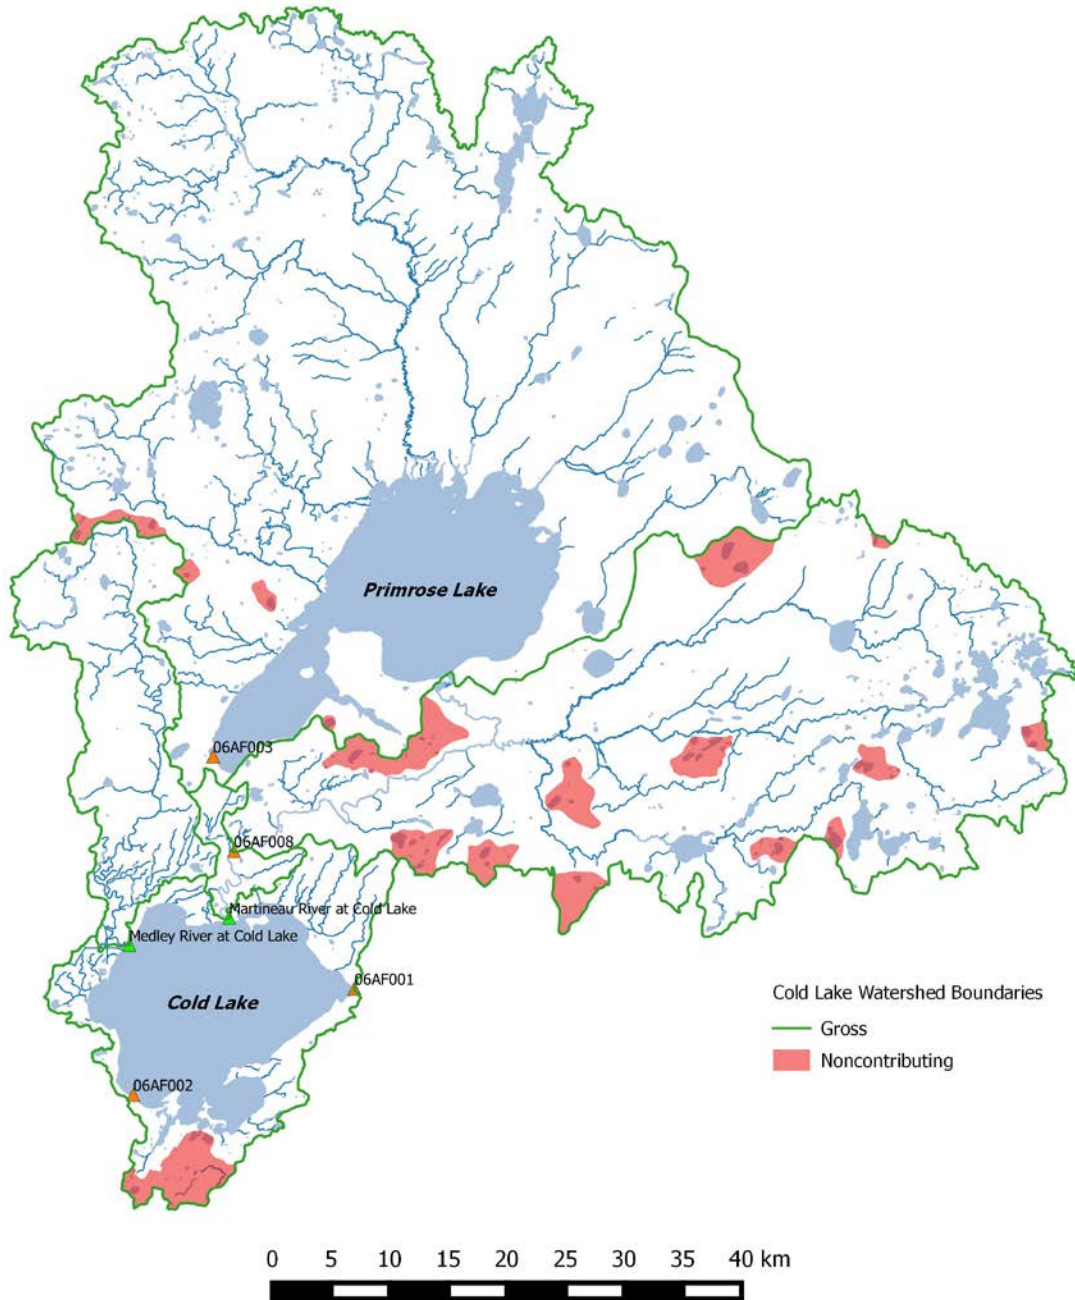 Primrose Lake
06AF003
06AF008
Martineau River at Cold Lake
Medley River at Cold Lake
06AF001
Cold Lake
Cold Lake Watershed Boundaries
Gross
Noncontributing
06AF002
0 5 10 15 20 25 30 35 40 km